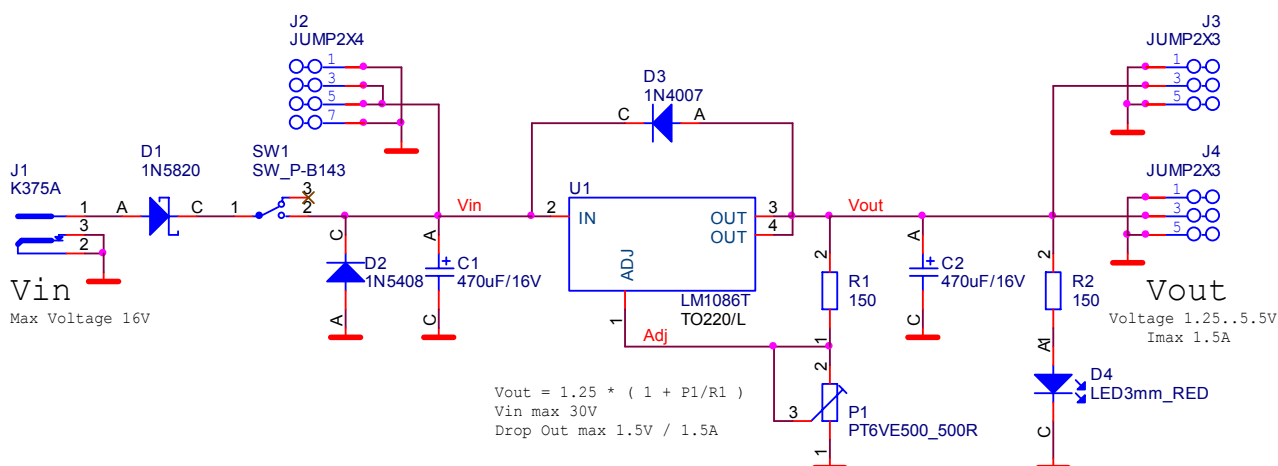 J2
JUMP2X4
1
3
5
7
J3
JUMP2X3
1
3
5
D3
1N4007
C
A
J1
K375A
1
3
2
D1
1N5820
A
C
SW1
SW_P-B143
1
3
2
Vin
U1
2
IN
OUT
OUT
3
4
ADJ
1
LM1086T
TO220/L
Vout
J4
JUMP2X3
1
3
5
C
D2
1N5408
A
A
+
C1
470uF/16V
C
2
R1
150
1
A
+
C2
470uF/16V
C
2
R2
150
1
Vin
Max Voltage 16V
Vout
Voltage 1.25..5.5V
Imax 1.5A
Adj
Vout = 1.25 * ( 1 + P1/R1 )
Vin max 30V
Drop Out max 1.5V / 1.5A
2
3
P1
PT6VE500_500R
1
A
D4
LED3mm_RED
C